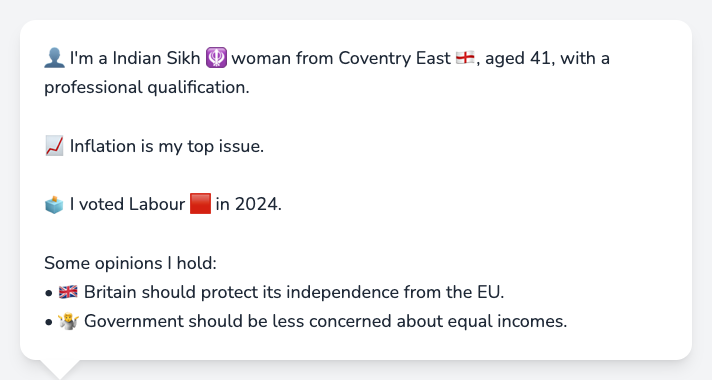 👤 I'm a Indian Sikh 🪯 woman from Coventry East 🏴󠁧󠁢󠁥󠁮󠁧󠁿, aged 41, with a
professional qualification.
📈 Inflation is my top issue.
🗳️ I voted Labour 🟥 in 2024.
Some opinions I hold:
• 🇬🇧 Britain should protect its independence from the EU.
• 🤷 Government should be less concerned about equal incomes.